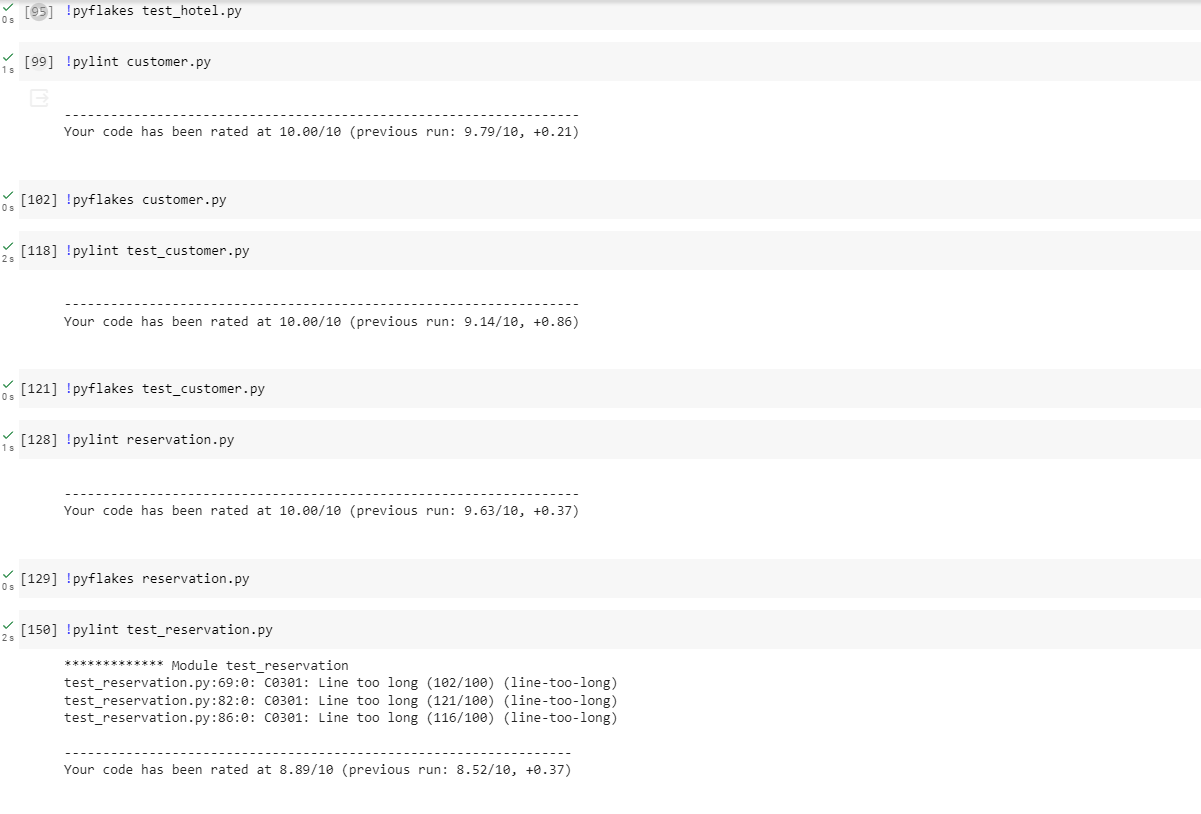 0s [95] !pyflakes test_hotel.py
1s [99] !pylint customer.py
-------------------------------------------------------------------
Your code has been rated at 10.00/10 (previous run: 9.79/10, +0.21)
0s [102] !pyflakes customer.py
2s [118] !pylint test_customer.py
-------------------------------------------------------------------
Your code has been rated at 10.00/10 (previous run: 9.14/10, +0.86)
0s [121] !pyflakes test_customer.py
1s [128] !pylint reservation.py
-------------------------------------------------------------------
Your code has been rated at 10.00/10 (previous run: 9.63/10, +0.37)
0s [129] !pyflakes reservation.py
2s [150] !pylint test_reservation.py
************* Module test_reservation
test_reservation.py:69:0: C0301: Line too long (102/100) (line-too-long)
test_reservation.py:82:0: C0301: Line too long (121/100) (line-too-long)
test_reservation.py:86:0: C0301: Line too long (116/100) (line-too-long)
------------------------------------------------------------------
Your code has been rated at 8.89/10 (previous run: 8.52/10, +0.37)